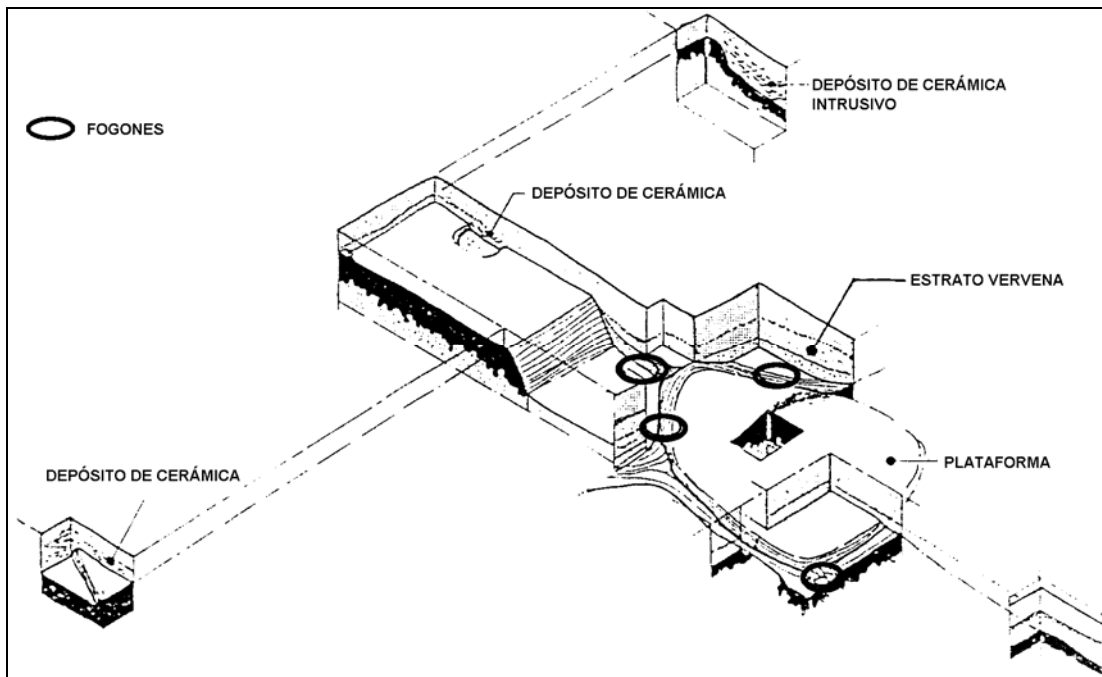 DEPÓSITO DE CERÁMICA
INTRUSIVO
FOGONES
DEPÓSITO DE CERÁMICA
ESTRATO VERVENA
DEPÓSITO DE CERÁMICA
PLATAFORMA